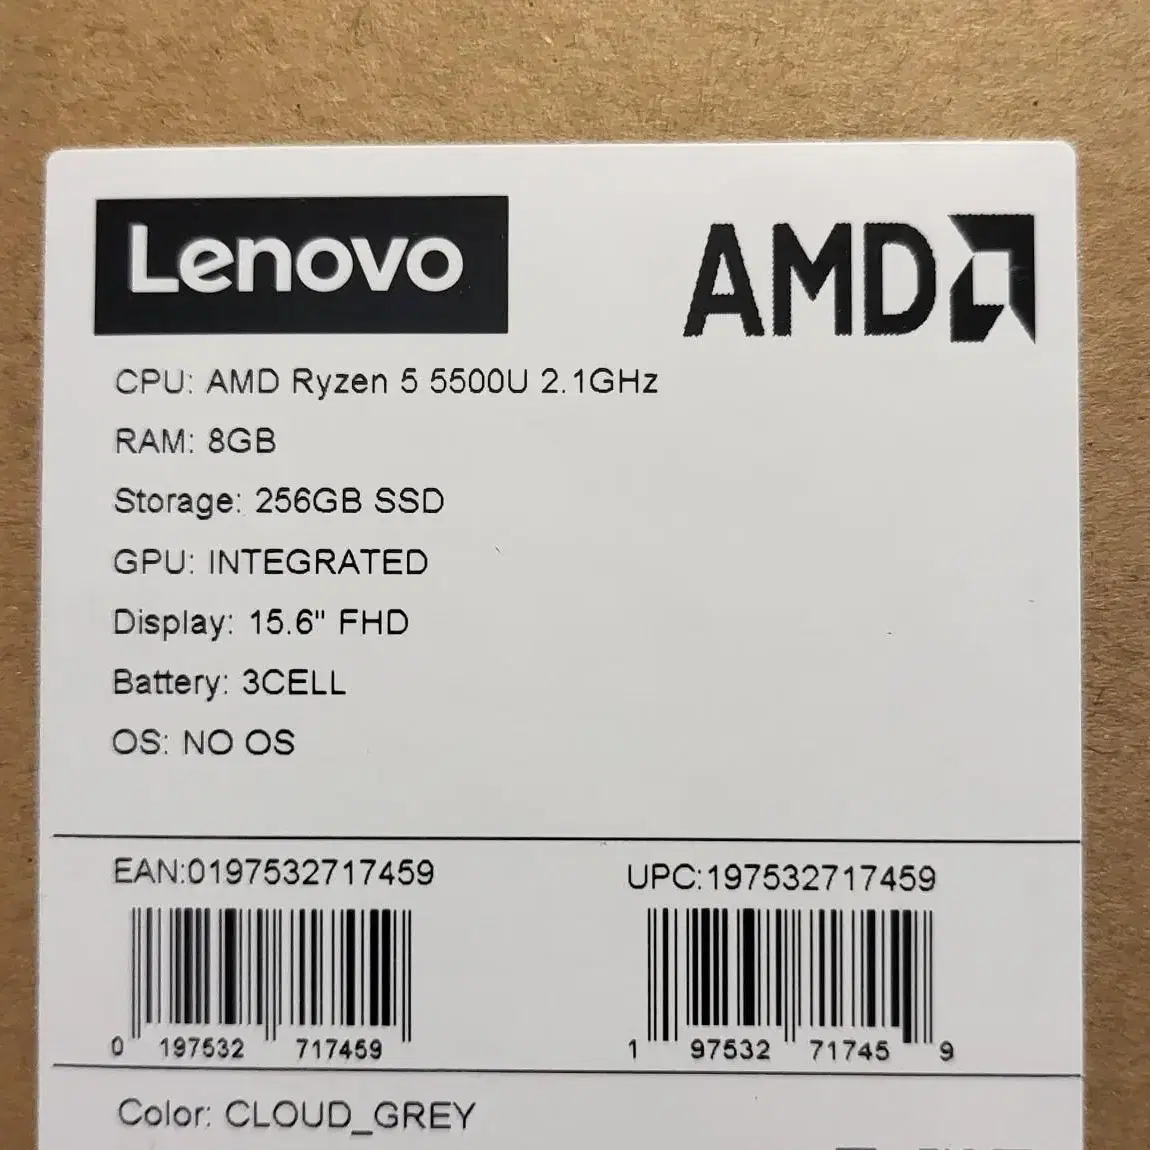 Lenovo
AMD
CPU: AMD Ryzen 5 5500U 2.1GHz
RAM: 8GB
Storage: 256GB SSD
GPU: INTEGRATED
Display: 15.6" FHD
Battery: 3CELL
OS: NO OS
EAN:0197532717459
UPC:197532717459
0 197532 717459
1 97532 71745 9
Color: CLOUD_GREY